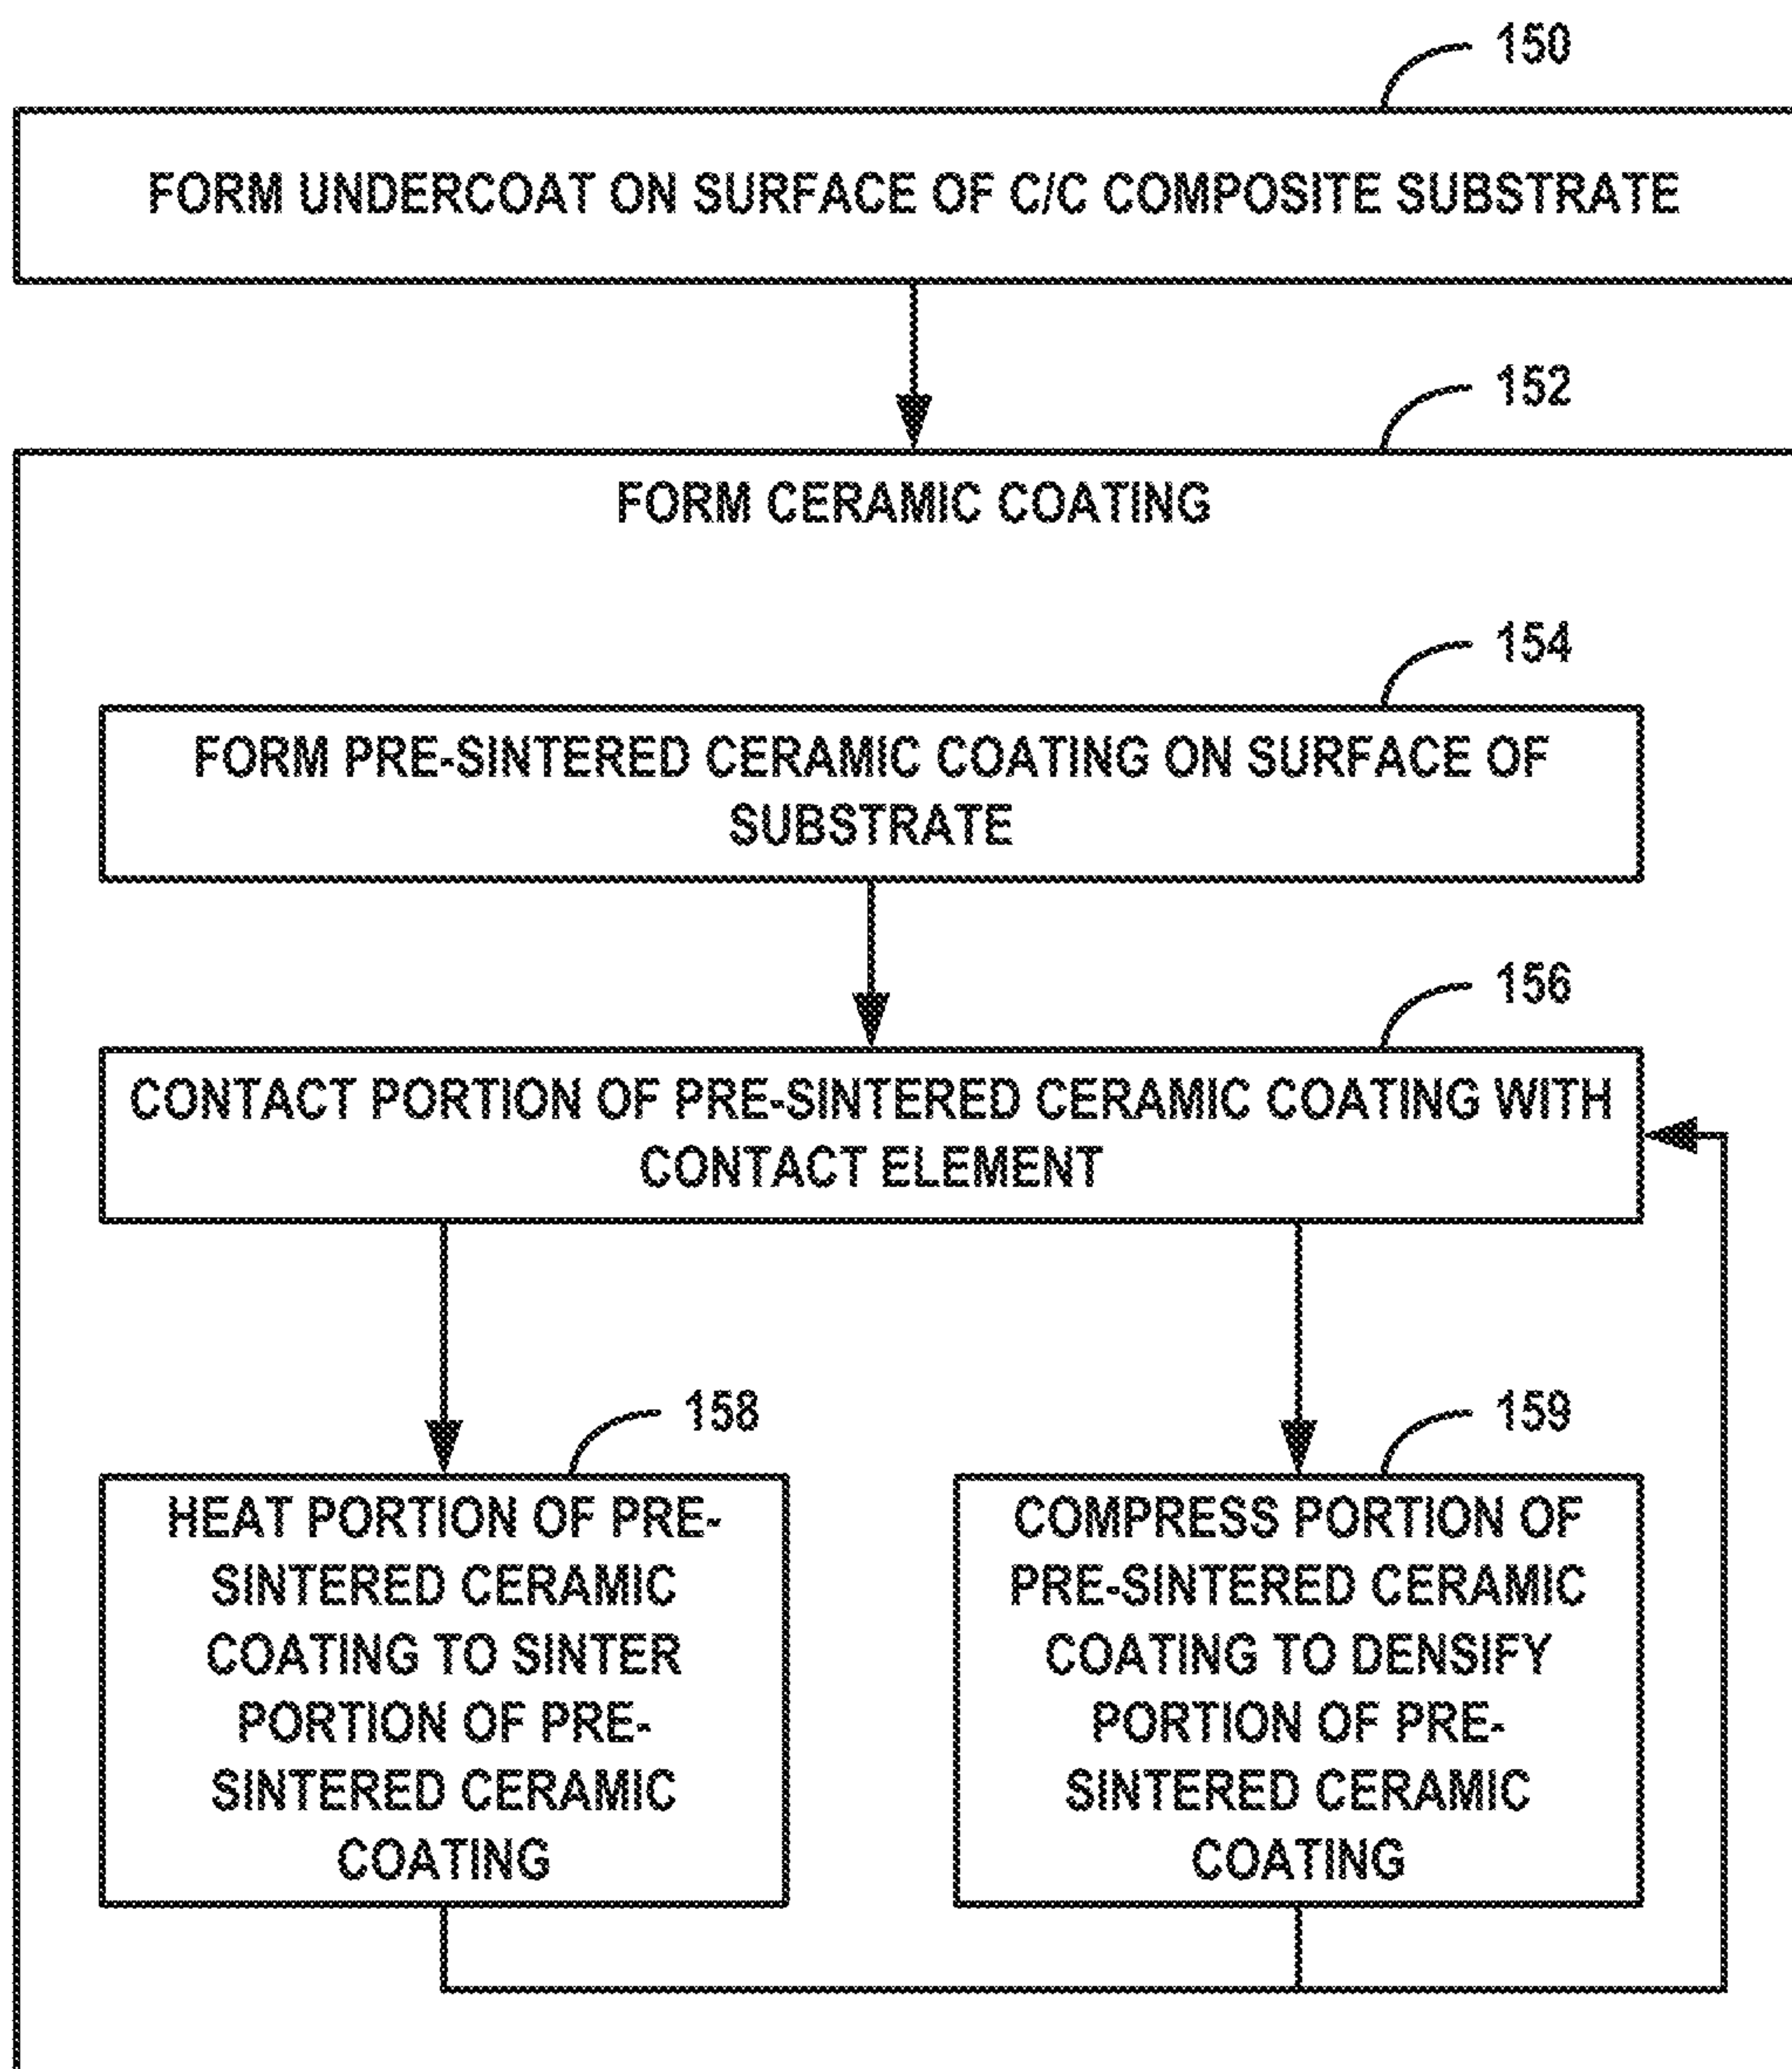 150
FORM UNDERCOAT ON SURFACE OF C/C COMPOSITE SUBSTRATE
152
FORM CERAMIC COATING
154
FORM PRE-SINTERED CERAMIC COATING ON SURFACE OF
SUBSTRATE
156
CONTACT PORTION OF PRE-SINTERED CERAMIC COATING WITH
CONTACT ELEMENT
158
HEAT PORTION OF PRE-
SINTERED CERAMIC
COATING TO SINTER
PORTION OF PRE-
SINTERED CERAMIC
COATING
159
COMPRESS PORTION OF
PRE-SINTERED CERAMIC
COATING TO DENSIFY
PORTION OF PRE-
SINTERED CERAMIC
COATING